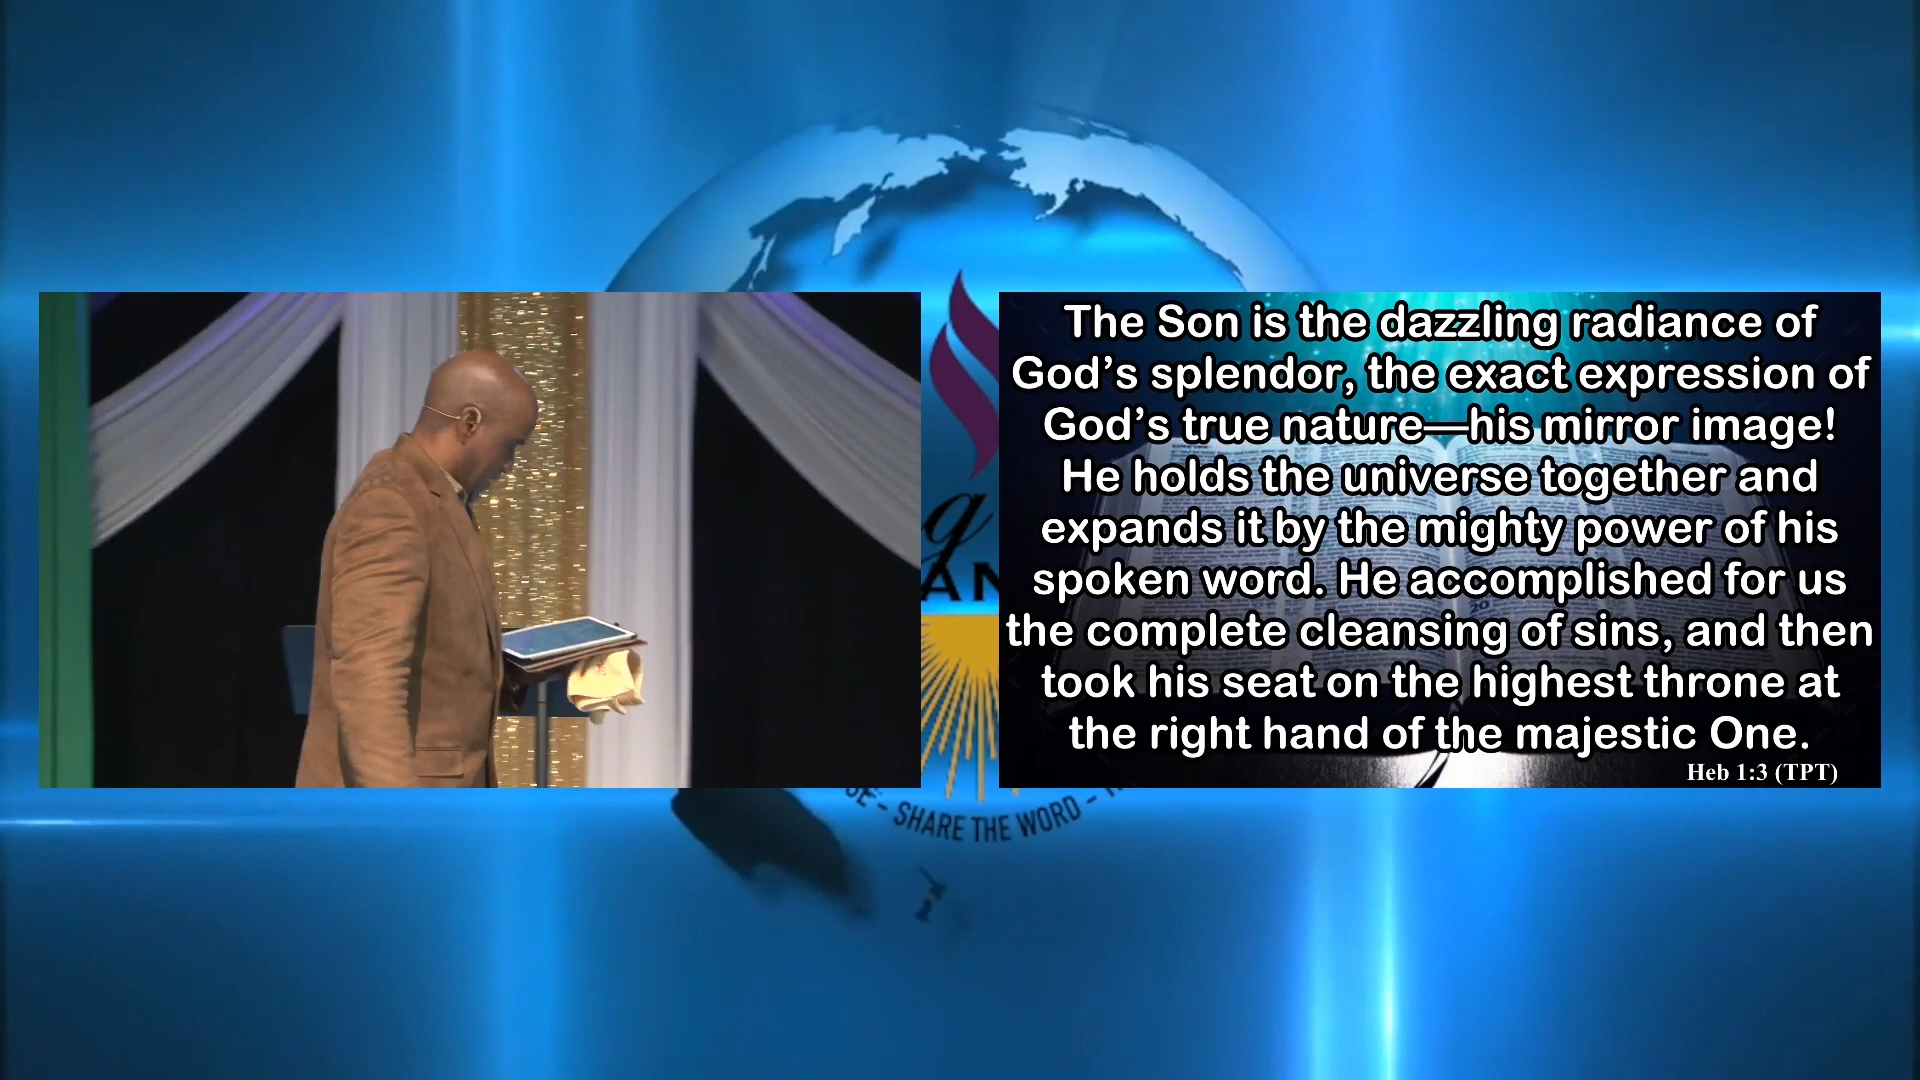 The Son is the dazzling radiance of
God’s splendor, the exact expression of
God’s true nature—his mirror image!
He holds the universe together and
expands it by the mighty power of his
spoken word. He accomplished for us
the complete cleansing of sins, and then
took his seat on the highest throne at
the right hand of the majestic One.
Heb 1:3 (TPT)
- SHARE THE WORD -